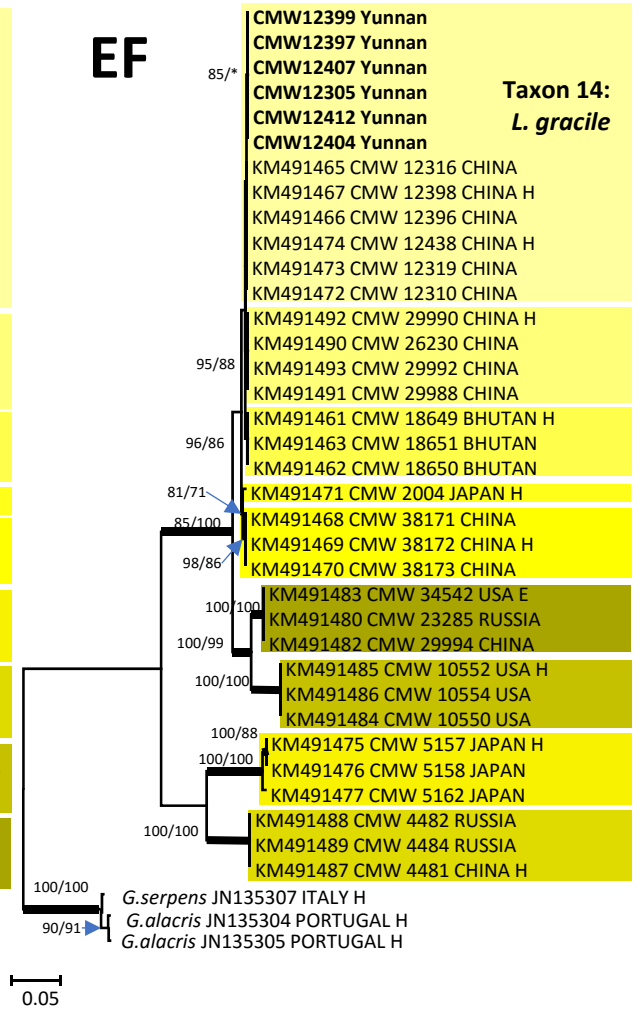 EF
CMW12399 Yunnan
CMW12397 Yunnan
85/*
CMW12407 Yunnan
CMW12305 Yunnan
CMW12412 Yunnan
CMW12404 Yunnan
Taxon 14:
L. gracile
KM491465 CMW 12316 CHINA
KM491467 CMW 12398 CHINA H
KM491466 CMW 12396 CHINA
KM491474 CMW 12438 CHINA H
KM491473 CMW 12319 CHINA
KM491472 CMW 12310 CHINA
KM491492 CMW 29990 CHINA H
KM491490 CMW 26230 CHINA
95/88
KM491493 CMW 29992 CHINA
KM491491 CMW 29988 CHINA
KM491461 CMW 18649 BHUTAN H
96/86
KM491463 CMW 18651 BHUTAN
KM491462 CMW 18650 BHUTAN
81/71
KM491471 CMW 2004 JAPAN H
85/100
KM491468 CMW 38171 CHINA
KM491469 CMW 38172 CHINA H
98/86
KM491470 CMW 38173 CHINA
KM491483 CMW 34542 USA E
100/100
KM491480 CMW 23285 RUSSIA
100/99
KM491482 CMW 29994 CHINA
KM491485 CMW 10552 USA H
100/100
KM491486 CMW 10554 USA
KM491484 CMW 10550 USA
100/88
KM491475 CMW 5157 JAPAN H
100/100
KM491476 CMW 5158 JAPAN
KM491477 CMW 5162 JAPAN
100/100
KM491488 CMW 4482 RUSSIA
KM491489 CMW 4484 RUSSIA
KM491487 CMW 4481 CHINA H
100/100
G.serpens JN135307 ITALY H
G.alacris JN135304 PORTUGAL H
90/91
G.alacris JN135305 PORTUGAL H
0.05